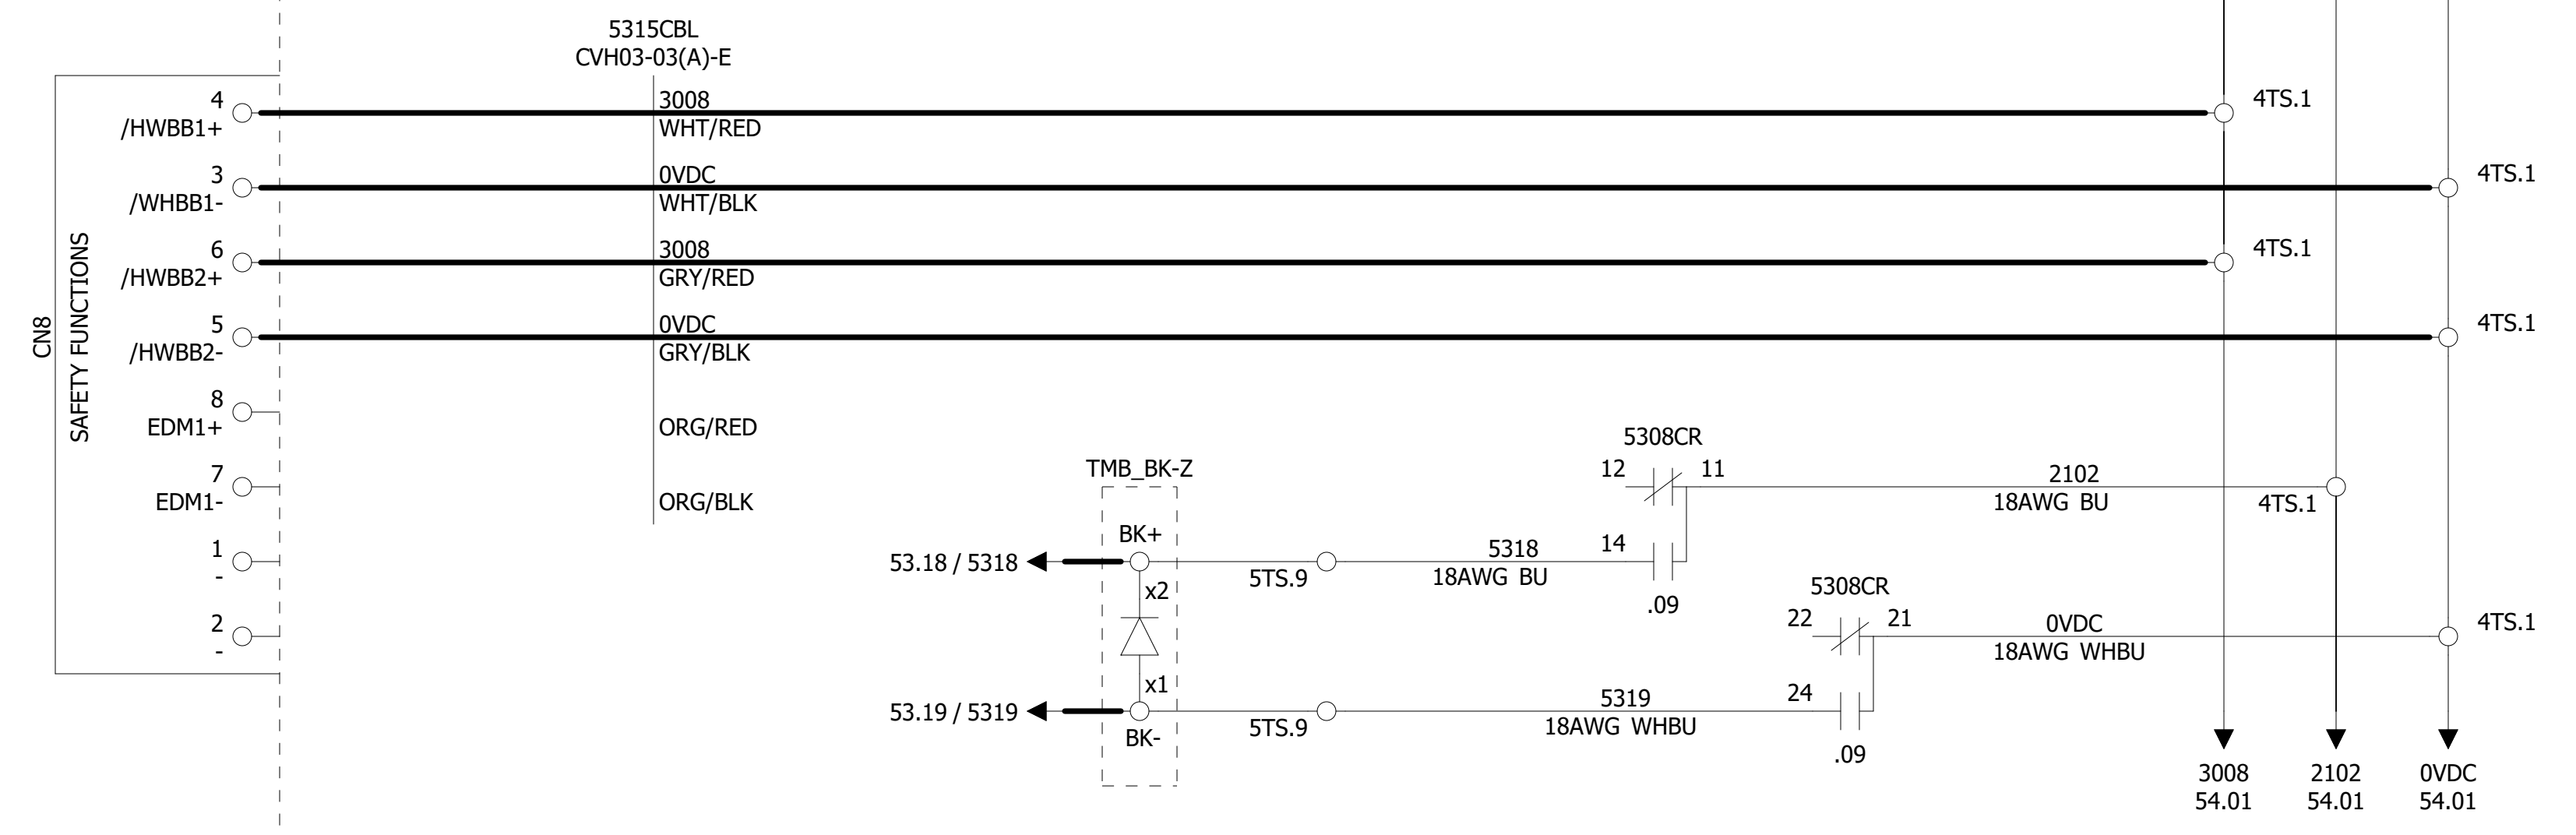 5315CBL
CVH03-03(A)-E
CN8
SAFETY FUNCTIONS
4
/HWBB1+
3008
WHT/RED
4TS.1
3
/WHBB1-
0VDC
WHT/BLK
4TS.1
6
/HWBB2+
3008
GRY/RED
4TS.1
5
/HWBB2-
0VDC
GRY/BLK
4TS.1
8
EDM1+
ORG/RED
7
EDM1-
ORG/BLK
1
-
2
-
TMB_BK-Z
BK+
x2
x1
BK-
53.18 / 5318
53.19 / 5319
5TS.9
5TS.9
5318
18AWG BU
5319
18AWG WHBU
5308CR
12
11
14
.09
2102
18AWG BU
4TS.1
5308CR
22
21
24
.09
0VDC
18AWG WHBU
4TS.1
3008
54.01
2102
54.01
0VDC
54.01